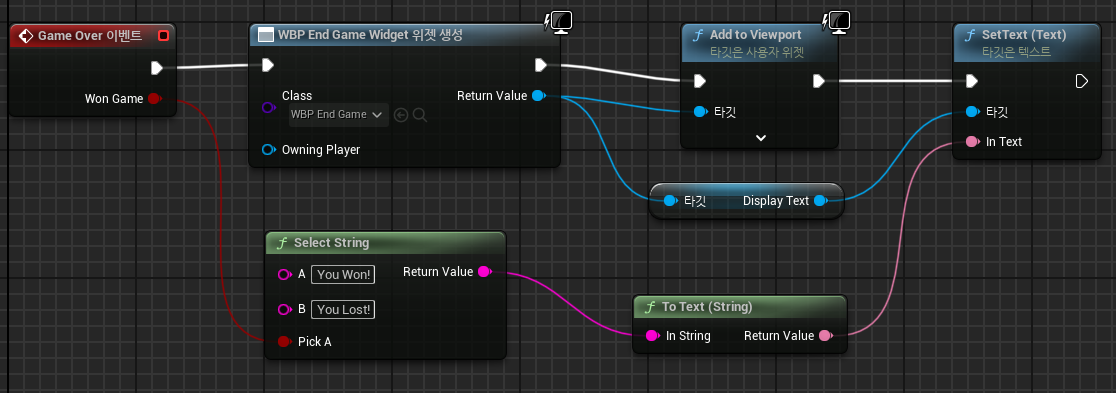 Game Over 이벤트
Won Game
WBP End Game Widget 위젯 생성
Class
WBP End Game
Return Value
Owning Player
f Add to Viewport
타깃은 사용자 위젯
타깃
f SetText (Text)
타깃은 텍스트
타깃
In Text
타깃 Display Text
f Select String
A You Won! Return Value
B You Lost!
Pick A
f To Text (String)
In String Return Value